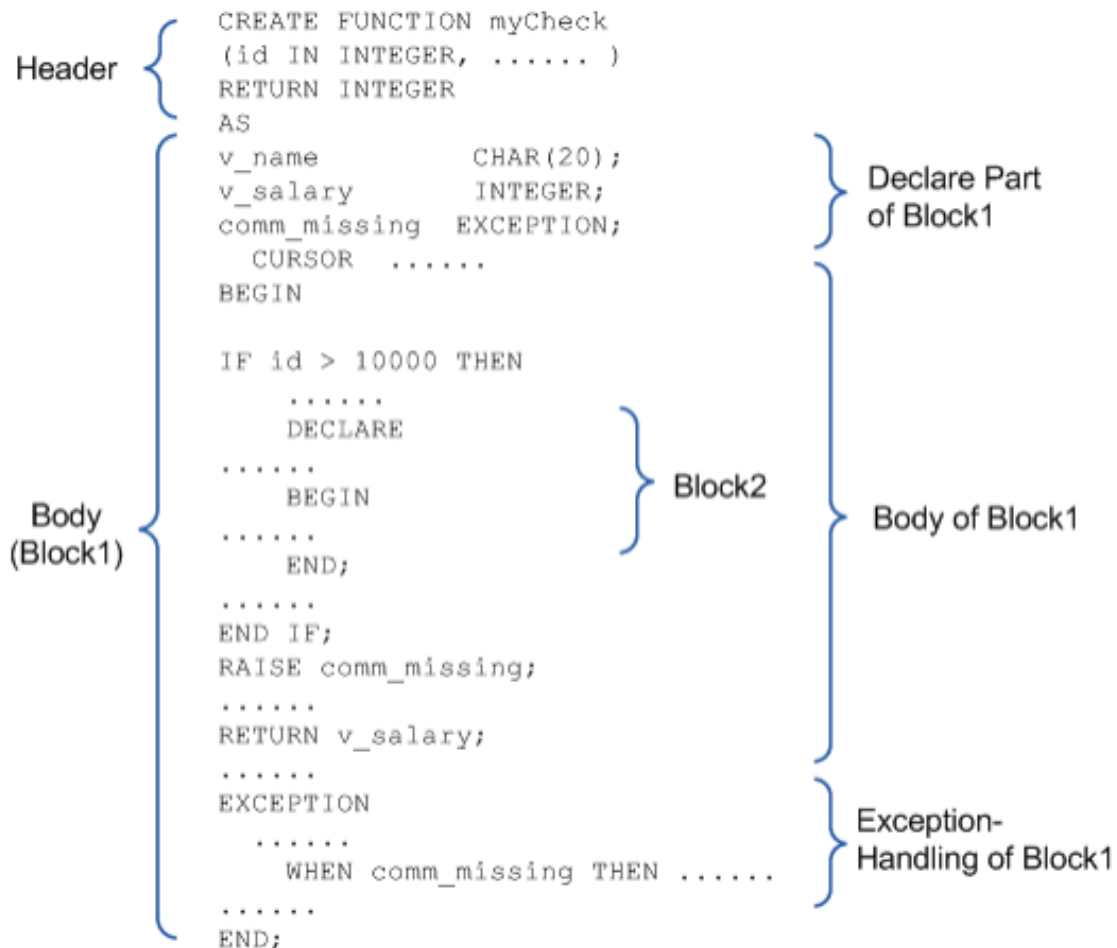 CREATE FUNCTION myCheck
(id IN INTEGER, ...... )
RETURN INTEGER
AS
v_name CHAR(20);
v_salary INTEGER;
comm_missing EXCEPTION;
CURSOR ......
BEGIN
IF id > 10000 THEN
......
DECLARE
......
BEGIN
......
END;
......
END IF;
RAISE comm_missing;
......
RETURN v_salary;
......
EXCEPTION
......
WHEN comm_missing THEN ......
......
END;
Header
Body
(Block1)
Declare Part
of Block1
Block2
Body of Block1
Exception-
Handling of Block1